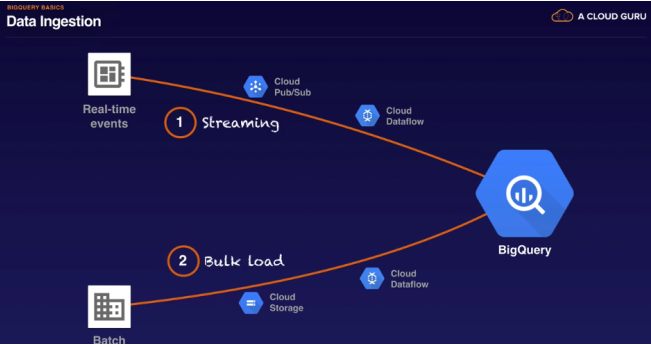 BIGQUERY BASICS
Data Ingestion
A CLOUD GURU
Real-time
events
Cloud
Pub/Sub
1 Streaming
Cloud
Dataflow
BigQuery
2 Bulk load
Cloud
Dataflow
Cloud
Storage
Batch